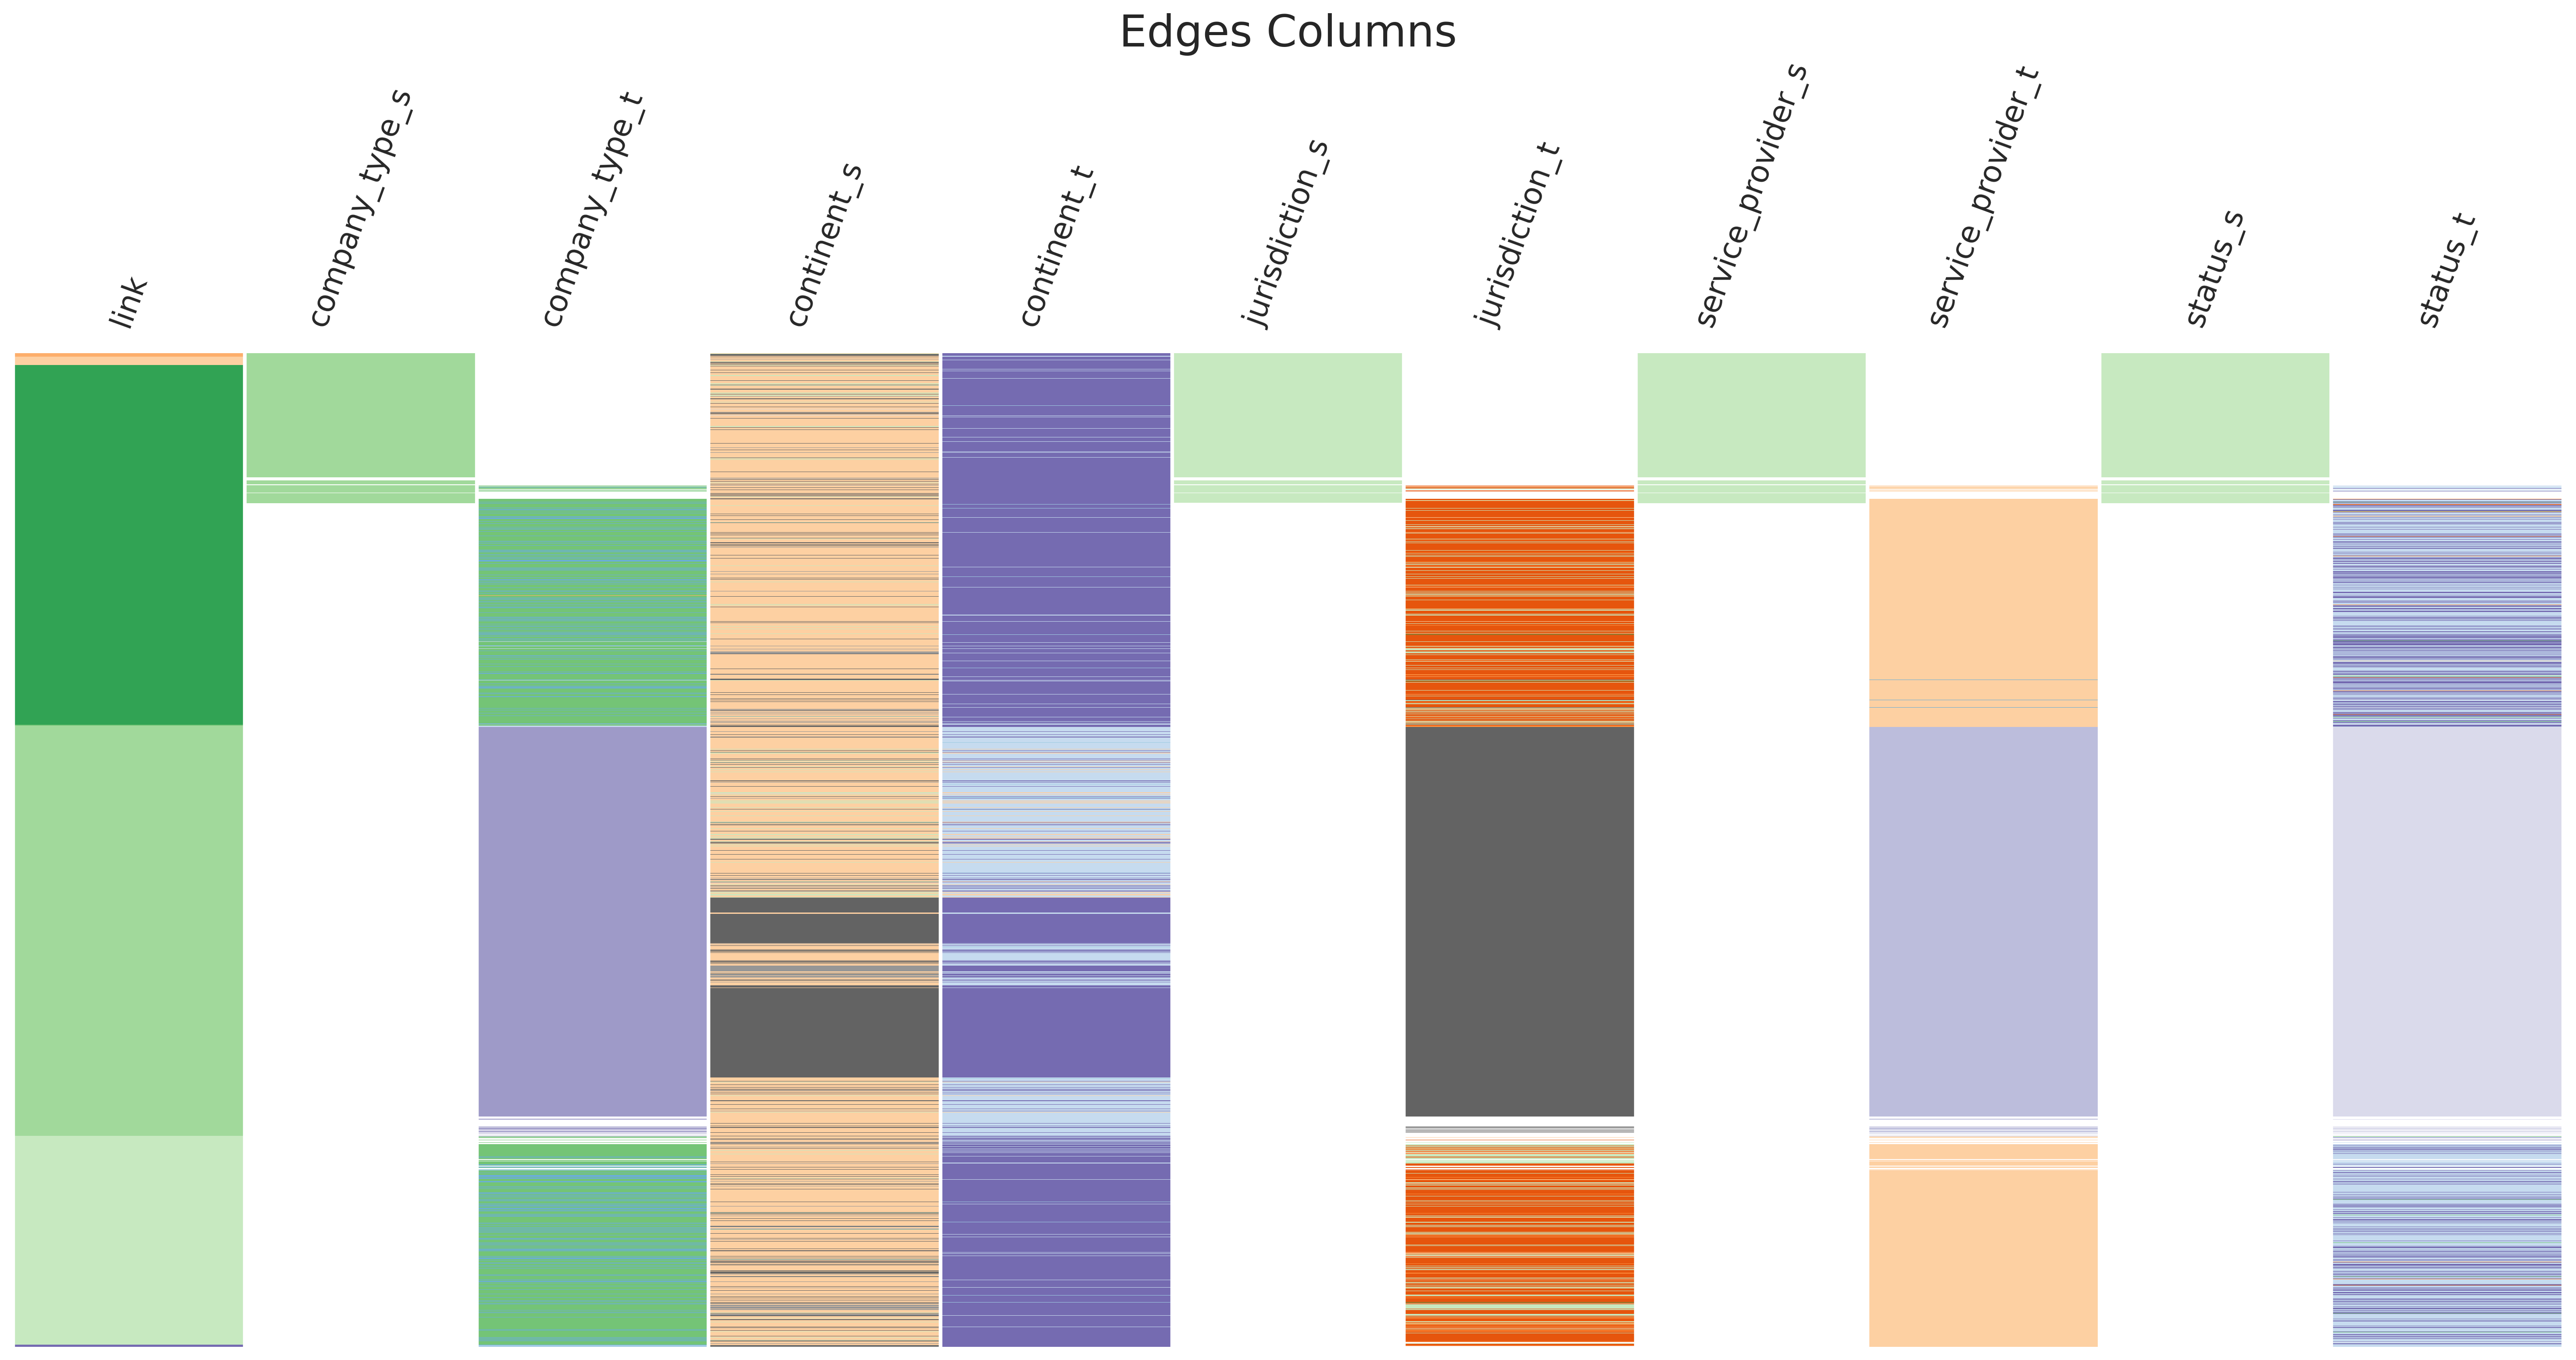 Edges Columns
link
company_type_s
company_type_t
continent_s
continent_t
jurisdiction_s
jurisdiction_t
service_provider_s
service_provider_t
status_s
status_t